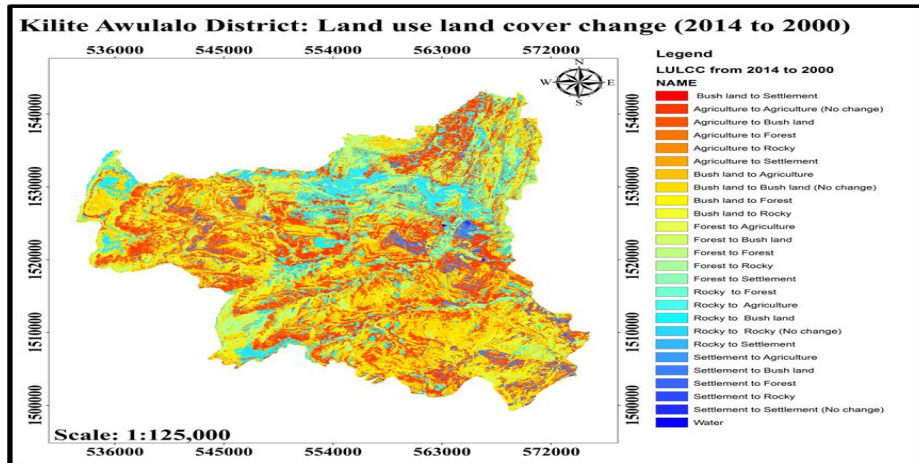 Kilite Awulalo District: Land use land cover change (2014 to 2000)
536000 545000 554000 563000 572000
N
W E
S
1540000
1530000
1520000
1510000
1500000
Legend
LULCC from 2014 to 2000
NAME
Bush land to Settlement
Agriculture to Agriculture (No change)
Agriculture to Bush land
Agriculture to Forest
Agriculture to Rocky
Agriculture to Settlement
Bush land to Agriculture
Bush land to Bush land (No change)
Bush land to Forest
Bush land to Rocky
Forest to Agriculture
Forest to Bush land
Forest to Forest
Forest to Rocky
Forest to Settlement
Rocky to Forest
Rocky to Agriculture
Rocky to Bush land
Rocky to Rocky (No change)
Rocky to Settlement
Settlement to Agriculture
Settlement to Bush land
Settlement to Forest
Settlement to Rocky
Settlement to Settlement (No change)
Water
1540000
1530000
1520000
1510000
1500000
Scale: 1:125,000
536000 545000 554000 563000 572000